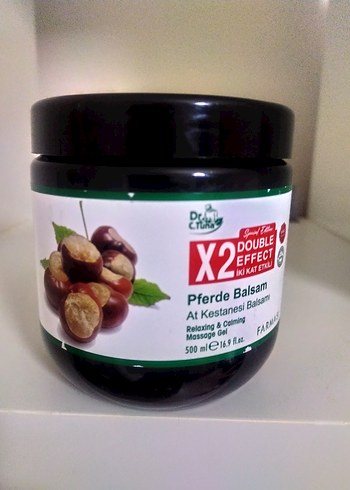 Dr.
C.Tuna
Special Edition
X2 DOUBLE
EFFECT
İKİ KAT ETKİLİ
Pferde Balsam
At Kestanesi Balsamı
Relaxing & Calming
Massage Gel
500 ml ℮ 16.9 fl.oz.
FARMAS